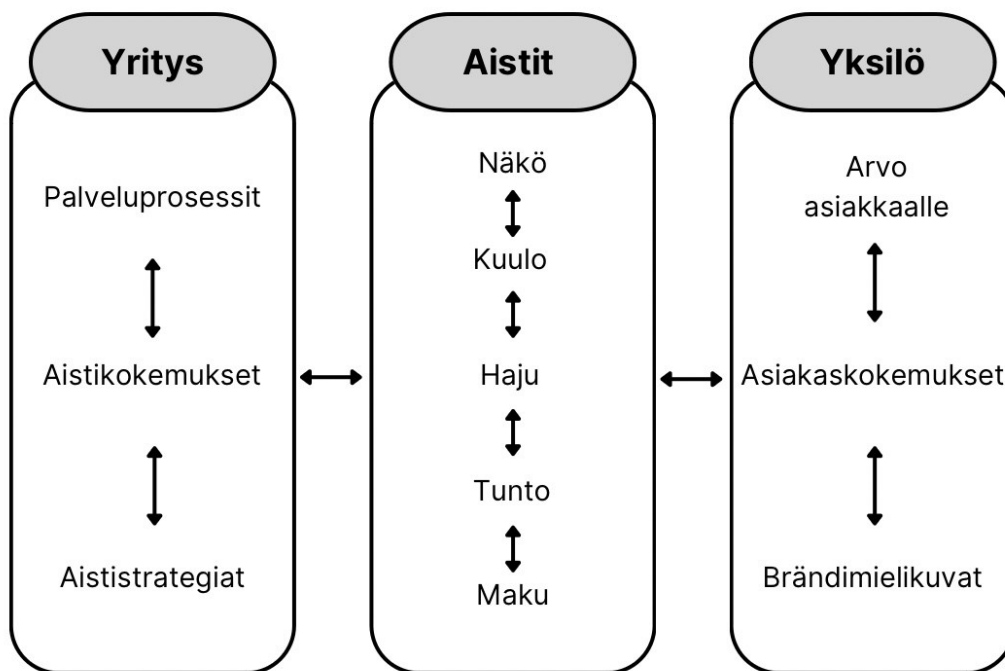 Yritys
Palveluprosessit
Aistikokemukset
Aististrategiat
Aistit
Näkö
Kuulo
Haju
Tunto
Maku
Yksilö
Arvo
asiakkaalle
Asiakaskokemukset
Brändimielikuvat